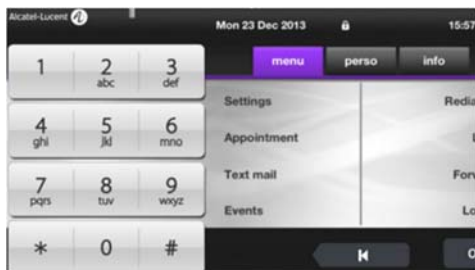 Alcatel-Lucent
Mon 23 Dec 2013 15:57
menu perso info
1 2 3
abc def
Settings
Appointment
4 5 6
ghi jkl mno
Text mail
7 8 9
pqrs tuv wxyz
Events
* 0 #